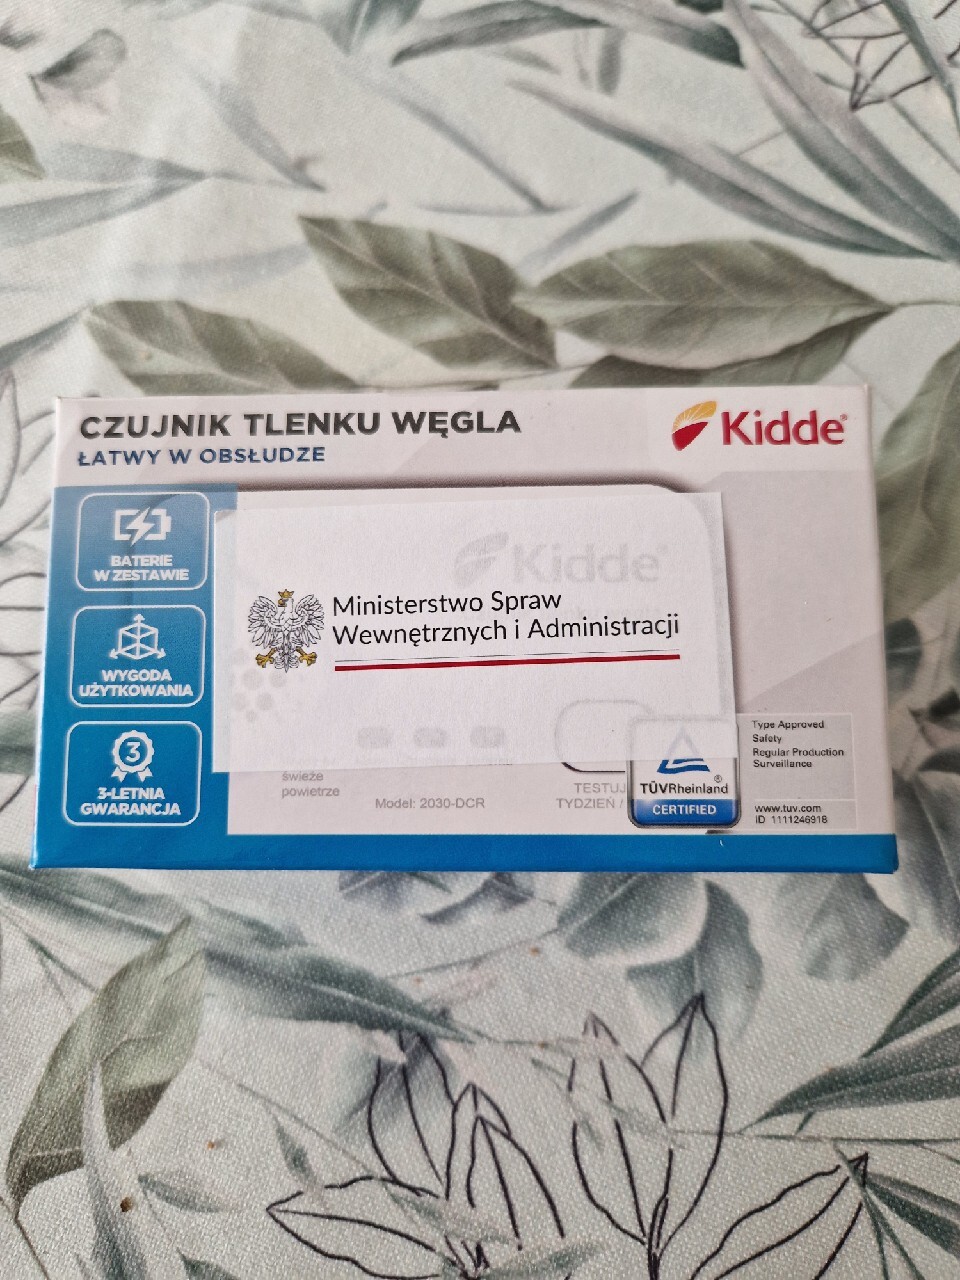 CZUJNIK TLENKU WĘGLA
ŁATWY W OBSŁUDZE
Kidde®
BATERIE
W ZESTAWIE
WYGODA
UŻYTKOWANIA
3
3-LETNIA
GWARANCJA
Kidde®
Ministerstwo Spraw
Wewnętrznych i Administracji
świeże
powietrze
Model: 2030-DCR
TESTUJ
TYDZIEŃ /
®
TÜVRheinland
CERTIFIED
Type Approved
Safety
Regular Production
Surveillance
www.tuv.com
ID 1111246918